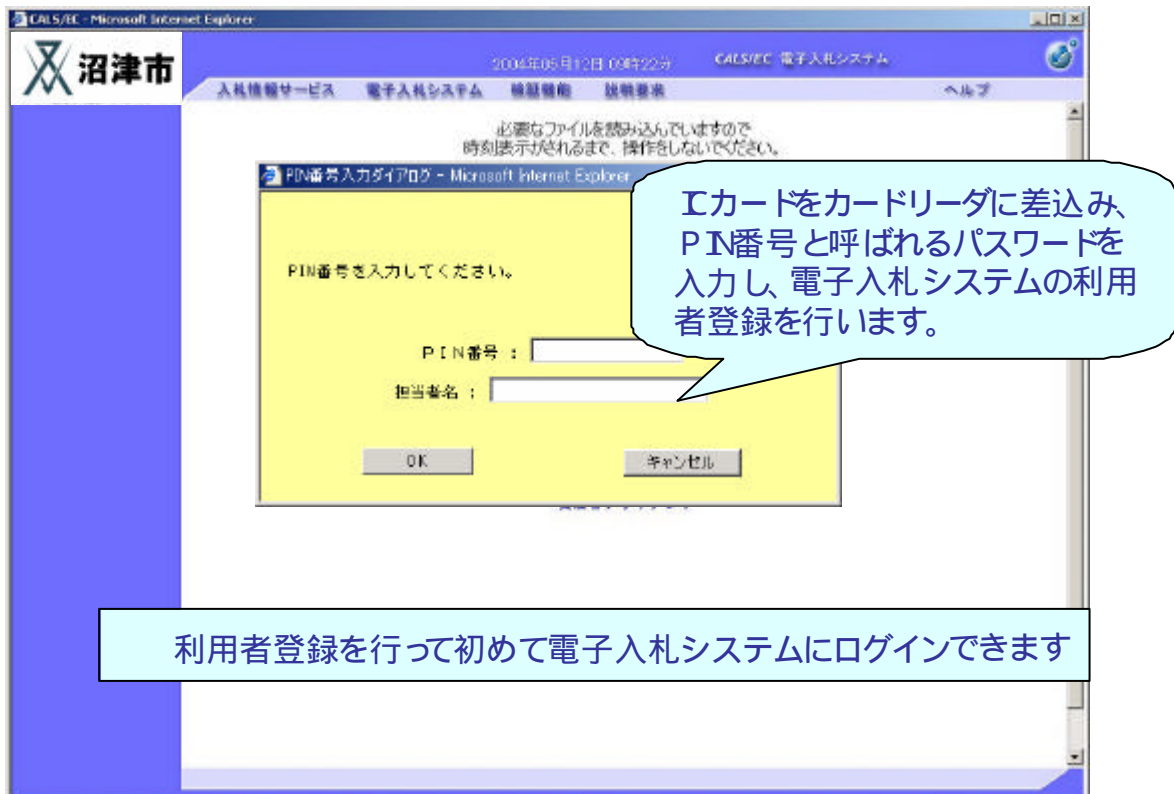 CALS/EC - Microsoft Internet Explorer
沼津市
2004年05月12日 09時22分 CALS/EC 電子入札システム
入札情報サービス 電子入札システム 検証機能 説明要求 ヘルプ
必要なファイルを読み込んでいますので
時刻表示がされるまで、操作をしないでください。
PIN番号入力ダイアログ - Microsoft Internet Explorer
ICカードをカードリーダに差込み、
PIN番号と呼ばれるパスワードを
入力し、電子入札システムの利用
者登録を行います。
PIN番号を入力してください。
PIN番号 :
担当者名 :
OK キャンセル
利用者登録を行って初めて電子入札システムにログインできます